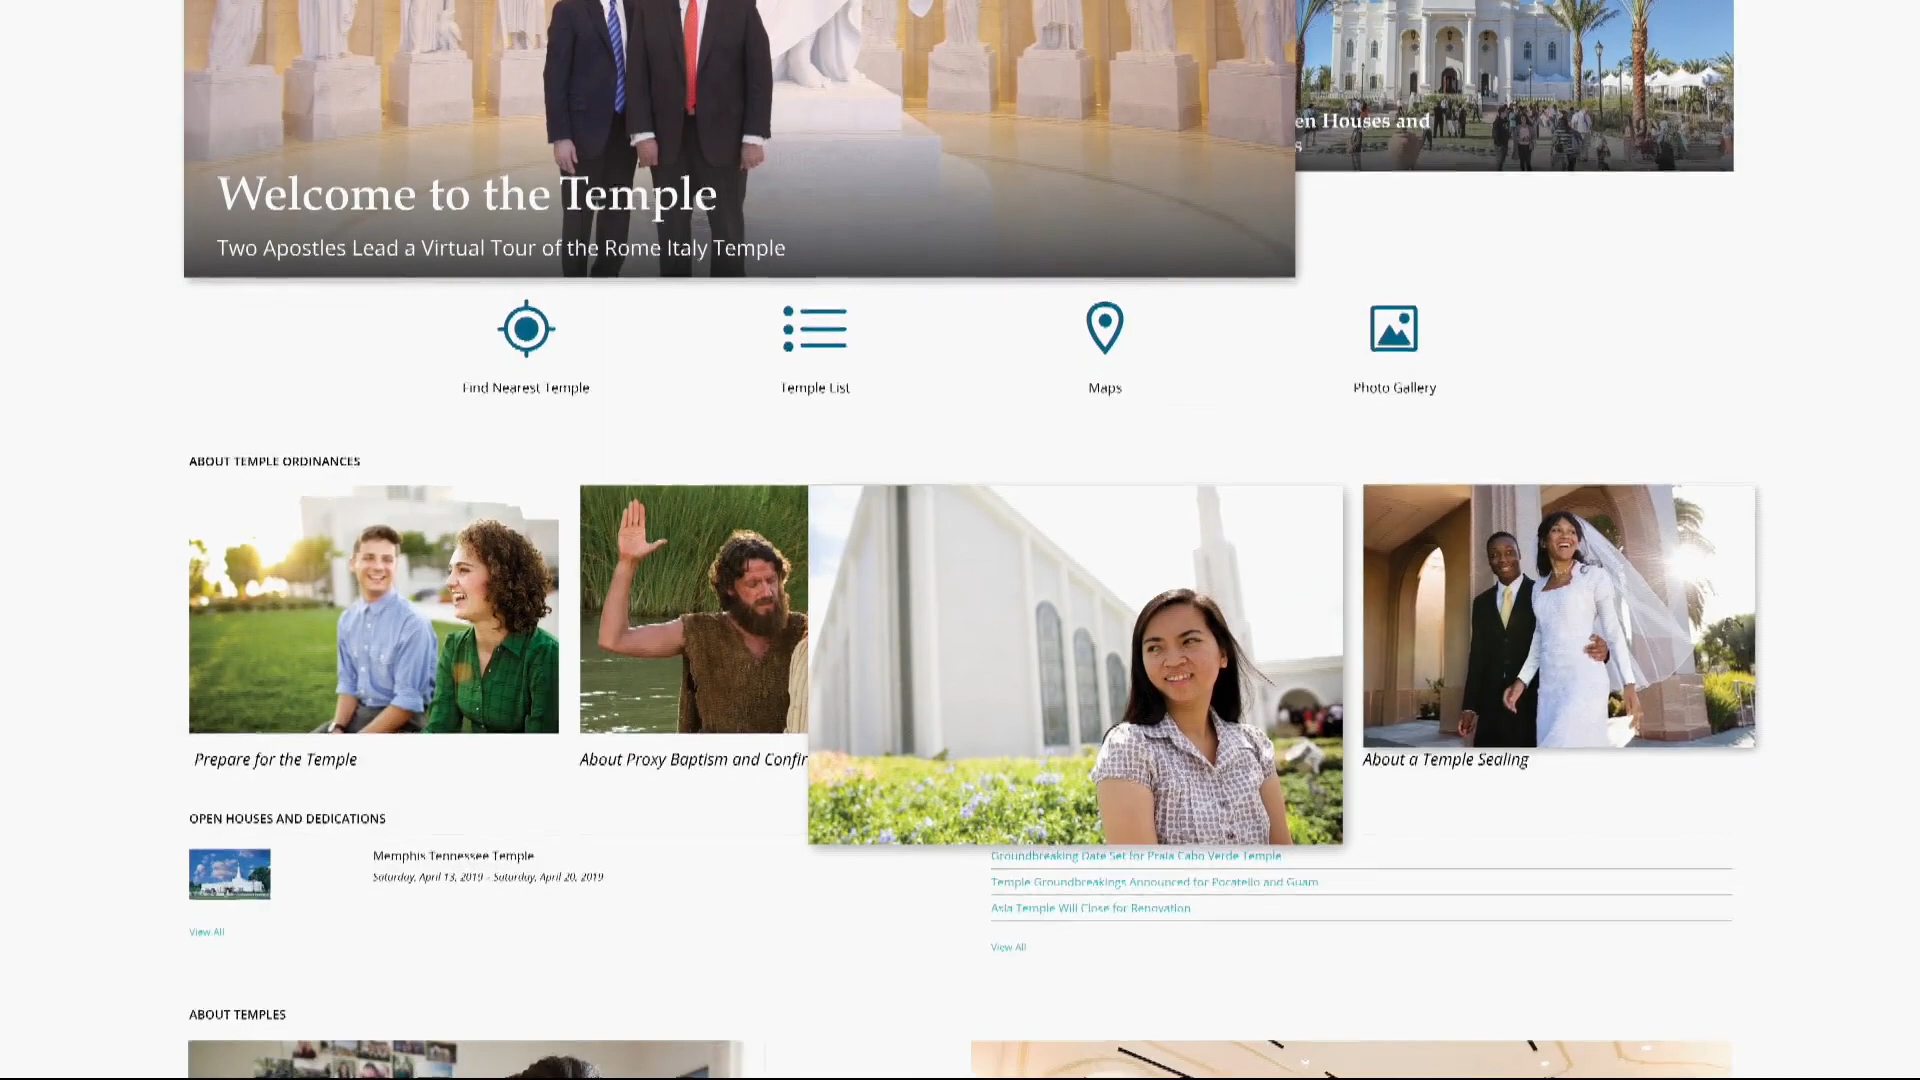 en Houses and
s
Welcome to the Temple
Two Apostles Lead a Virtual Tour of the Rome Italy Temple
Find Nearest Temple
Temple List
Maps
Photo Gallery
ABOUT TEMPLE ORDINANCES
Prepare for the Temple
About Proxy Baptism and Confir
About a Temple Sealing
OPEN HOUSES AND DEDICATIONS
Memphis Tennessee Temple
Saturday, April 13, 2019 - Saturday, April 20, 2019
View All
Groundbreaking Date Set for Praia Cabo Verde Temple
Temple Groundbreakings Announced for Pocatello and Guam
Asia Temple Will Close for Renovation
View All
ABOUT TEMPLES